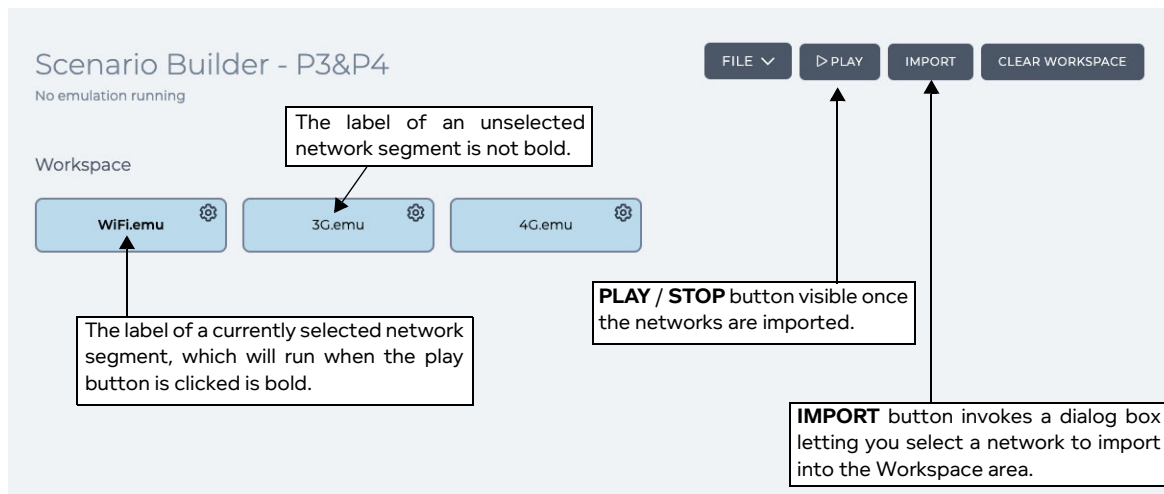 Scenario Builder - P3&P4
No emulation running
FILE
PLAY
IMPORT
CLEAR WORKSPACE
The label of an unselected
network segment is not bold.
Workspace
WiFi.emu
3G.emu
4G.emu
PLAY / STOP button visible once
the networks are imported.
The label of a currently selected network
segment, which will run when the play
button is clicked is bold.
IMPORT button invokes a dialog box
letting you select a network to import
into the Workspace area.